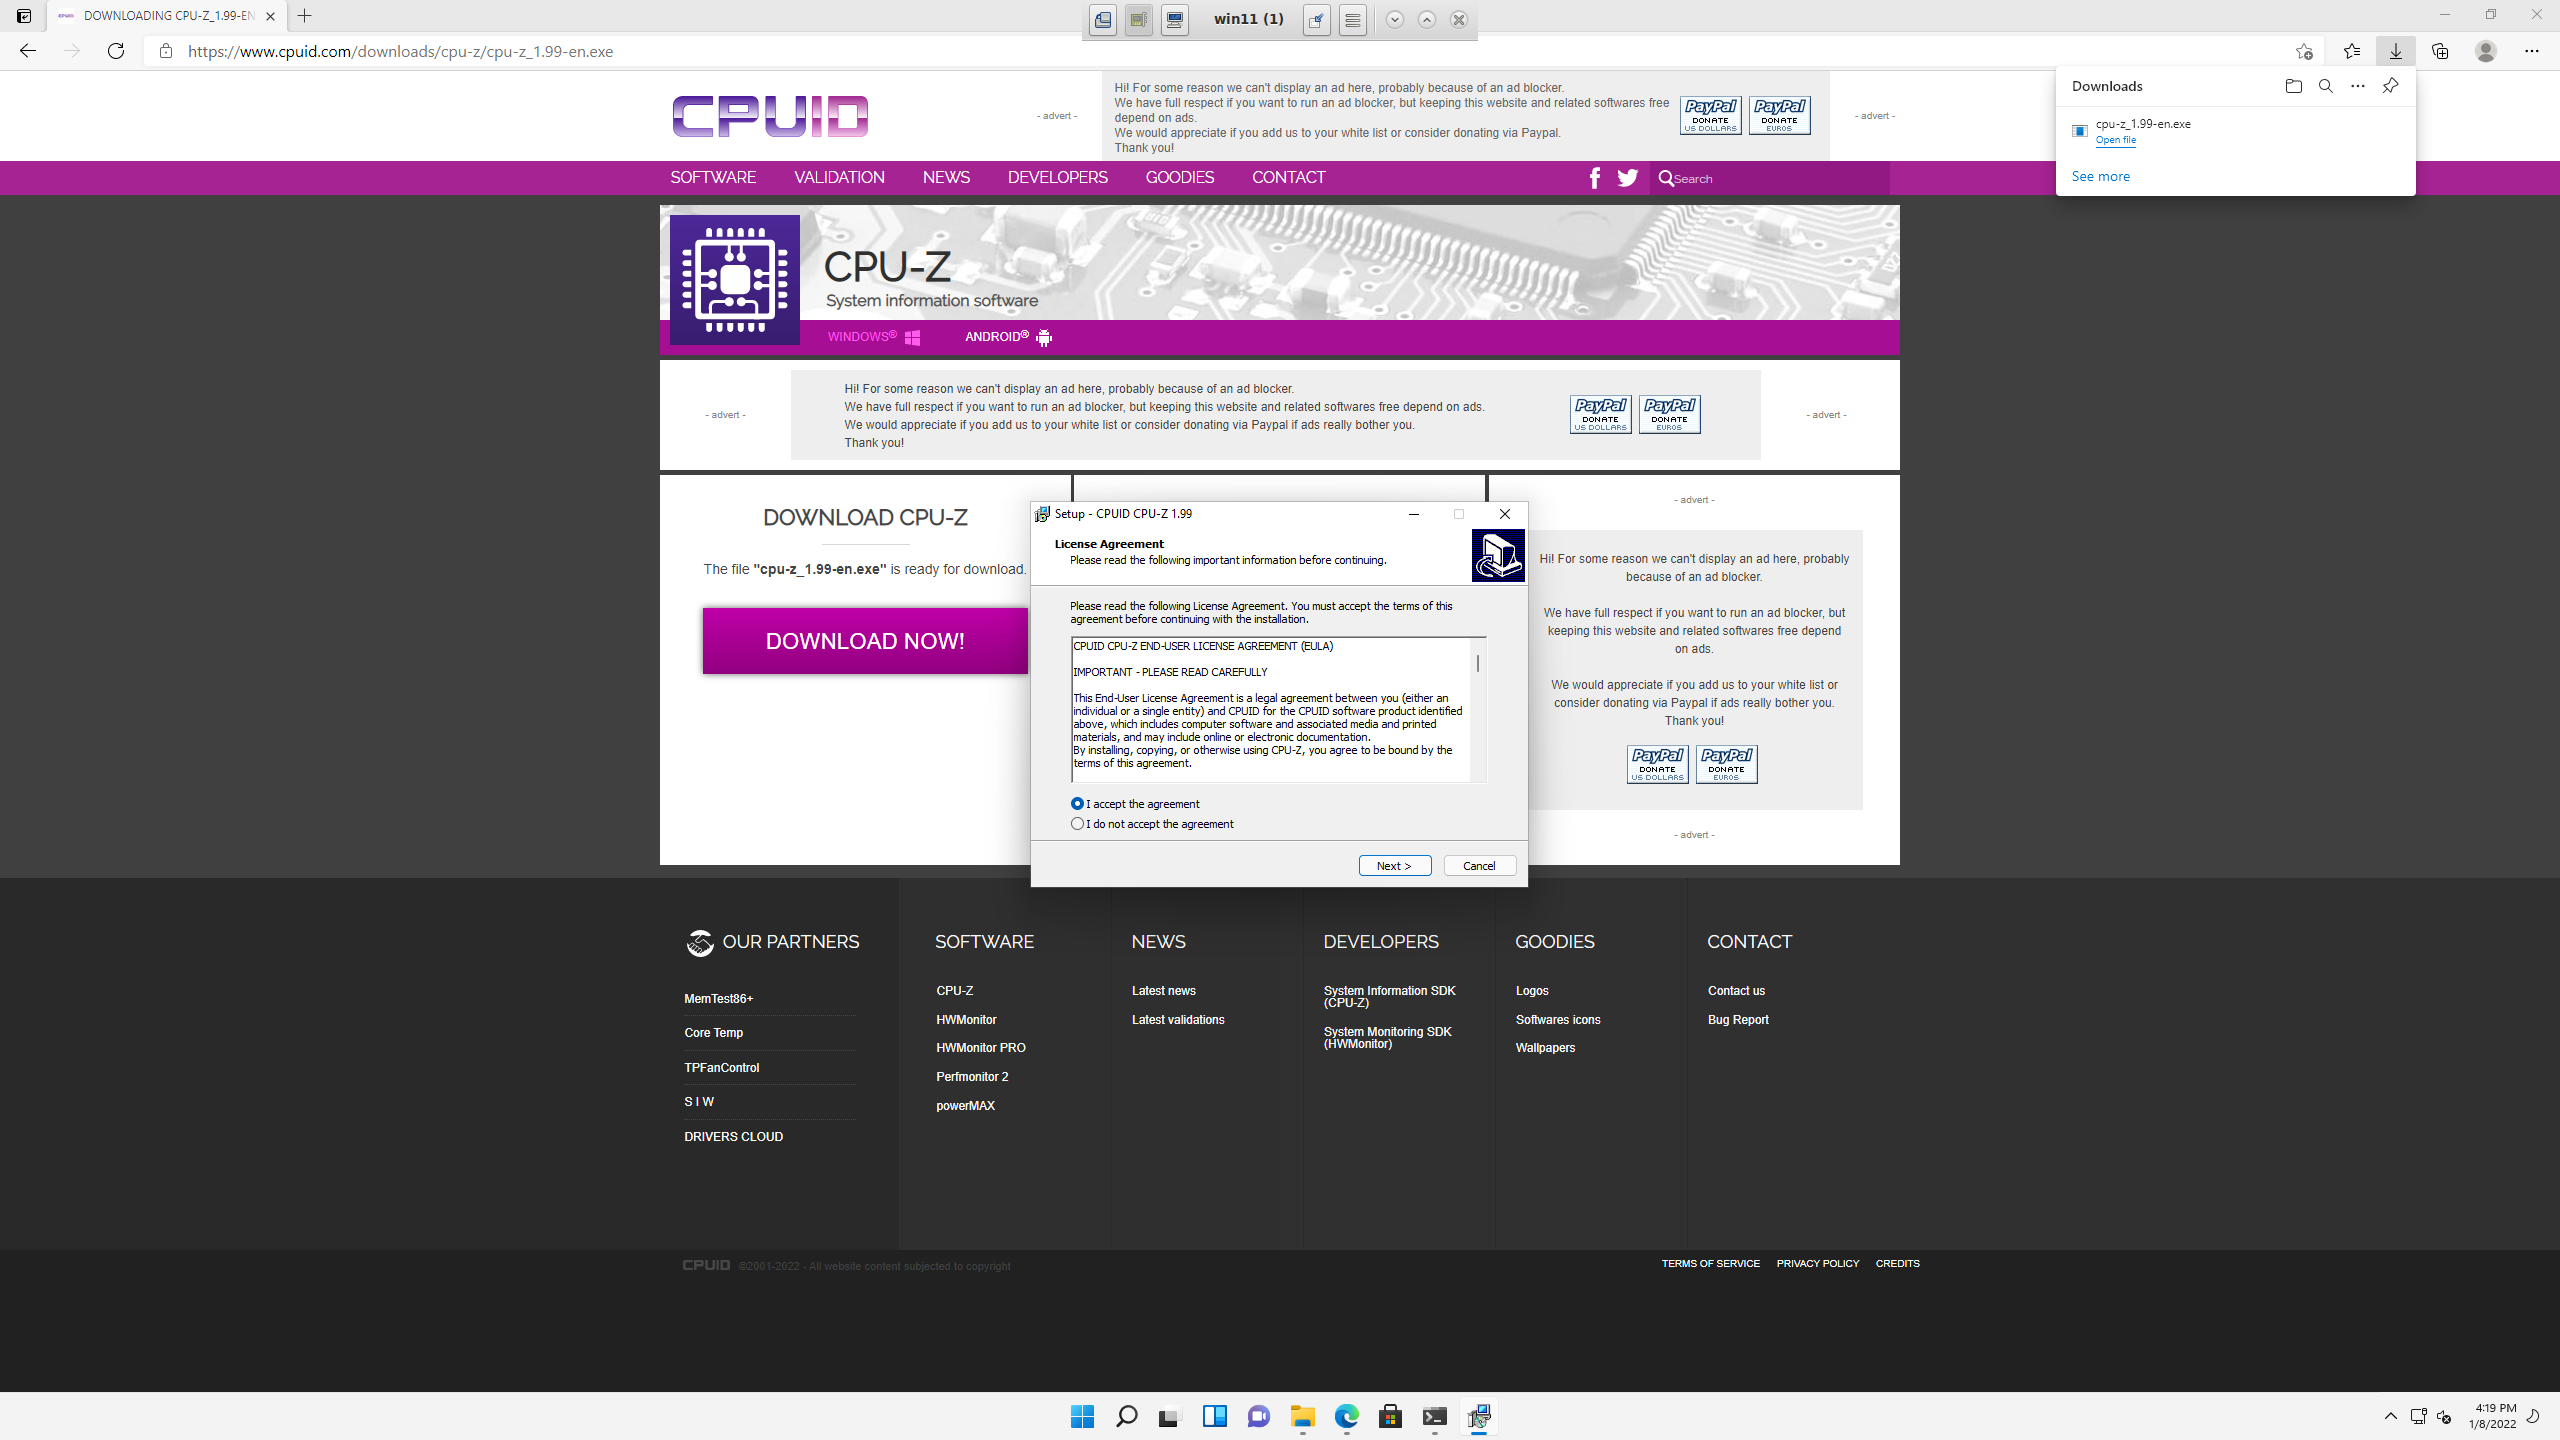 DOWNLOADING CPU-Z_1.99-EN
win11 (1)
https://www.cpuid.com/downloads/cpu-z/cpu-z_1.99-en.exe
Downloads
cpu-z_1.99-en.exe
Open file
See more
CPUID
- advert -
Hi! For some reason we can't display an ad here, probably because of an ad blocker.
We have full respect if you want to run an ad blocker, but keeping this website and related softwares free
depend on ads.
We would appreciate if you add us to your white list or consider donating via Paypal.
Thank you!
PayPal DONATE US DOLLARS
PayPal DONATE EUROS
- advert -
SOFTWARE VALIDATION NEWS DEVELOPERS GOODIES CONTACT
Search
CPU-Z
System information software
WINDOWS® ANDROID®
- advert -
Hi! For some reason we can't display an ad here, probably because of an ad blocker.
We have full respect if you want to run an ad blocker, but keeping this website and related softwares free depend on ads.
We would appreciate if you add us to your white list or consider donating via Paypal if ads really bother you.
Thank you!
PayPal DONATE US DOLLARS
PayPal DONATE EUROS
- advert -
DOWNLOAD CPU-Z
The file "cpu-z_1.99-en.exe" is ready for download.
DOWNLOAD NOW!
Setup - CPUID CPU-Z 1.99
License Agreement
Please read the following important information before continuing.
Please read the following License Agreement. You must accept the terms of this
agreement before continuing with the installation.
CPUID CPU-Z END-USER LICENSE AGREEMENT (EULA)
IMPORTANT - PLEASE READ CAREFULLY
This End-User License Agreement is a legal agreement between you (either an
individual or a single entity) and CPUID for the CPUID software product identified
above, which includes computer software and associated media and printed
materials, and may include online or electronic documentation.
By installing, copying, or otherwise using CPU-Z, you agree to be bound by the
terms of this agreement.
I accept the agreement
I do not accept the agreement
Next >
Cancel
- advert -
Hi! For some reason we can't display an ad here, probably
because of an ad blocker.
We have full respect if you want to run an ad blocker, but
keeping this website and related softwares free depend
on ads.
We would appreciate if you add us to your white list or
consider donating via Paypal if ads really bother you.
Thank you!
PayPal DONATE US DOLLARS
PayPal DONATE EUROS
- advert -
OUR PARTNERS
MemTest86+
Core Temp
TPFanControl
S I W
DRIVERS CLOUD
SOFTWARE
CPU-Z
HWMonitor
HWMonitor PRO
Perfmonitor 2
powerMAX
NEWS
Latest news
Latest validations
DEVELOPERS
System Information SDK
(CPU-Z)
System Monitoring SDK
(HWMonitor)
GOODIES
Logos
Softwares icons
Wallpapers
CONTACT
Contact us
Bug Report
CPUID ©2001-2022 - All website content subjected to copyright
TERMS OF SERVICE PRIVACY POLICY CREDITS
4:19 PM
1/8/2022